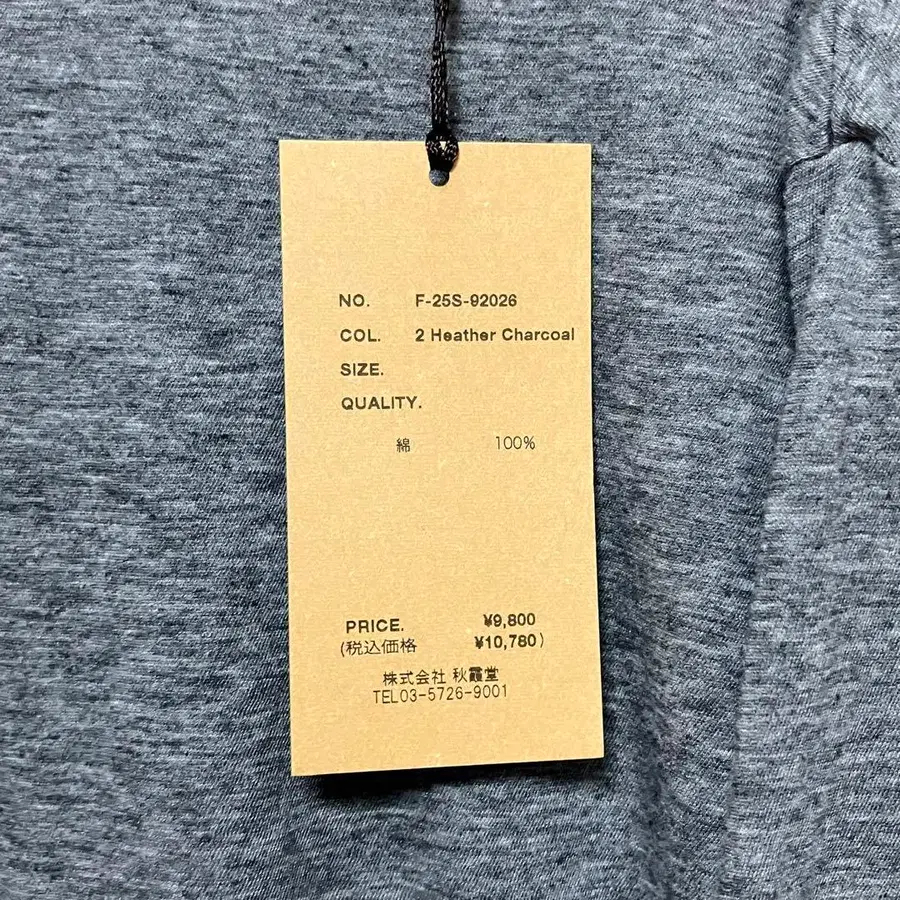 NO. F-25S-92026
COL. 2 Heather Charcoal
SIZE.
QUALITY.
綿 100%
PRICE. ¥9,800
(税込価格 ¥10,780)
株式会社 秋霞堂
TEL03-5726-9001